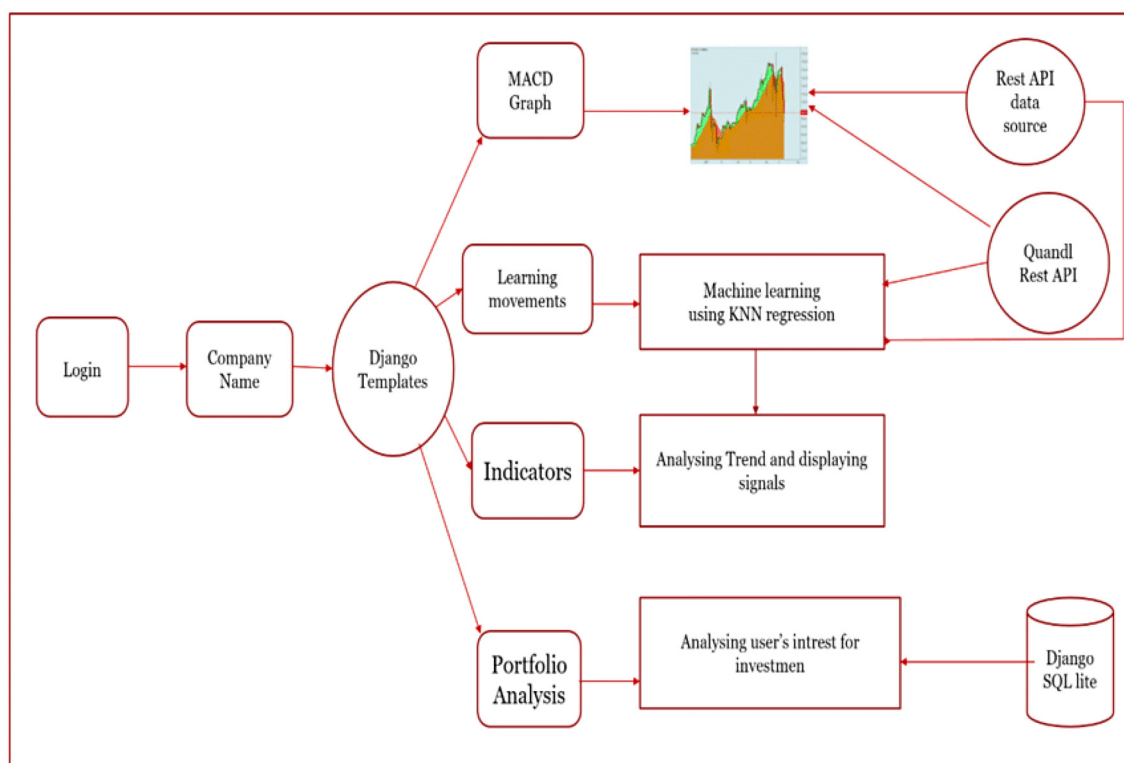 MACD
Graph
Rest API
data
source
Learning
movements
Machine learning
using KNN regression
Quandl
Rest API
Login
Company
Name
Django
Templates
Indicators
Analysing Trend and displaying
signals
Portfolio
Analysis
Analysing user's intrest for
investmen
Django
SQL lite